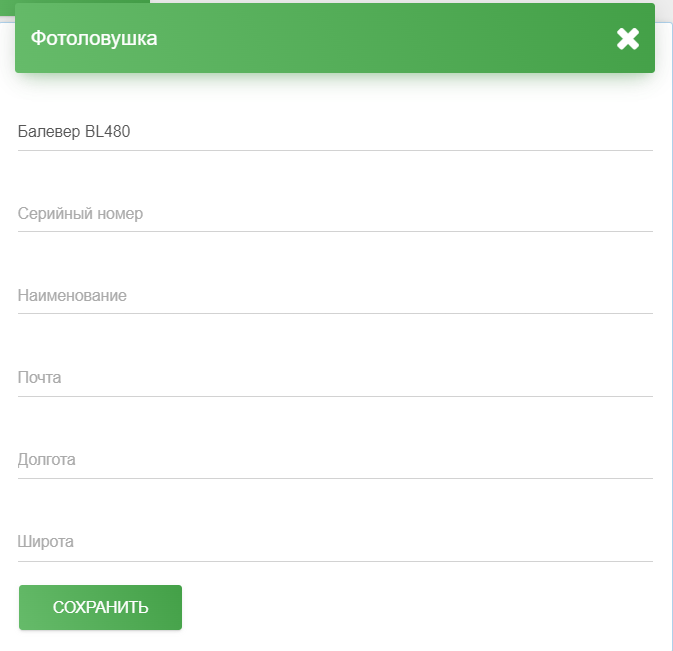 Фотоловушка
Балевер BL480
Серийный номер
Наименование
Почта
Долгота
Широта
СОХРАНИТЬ